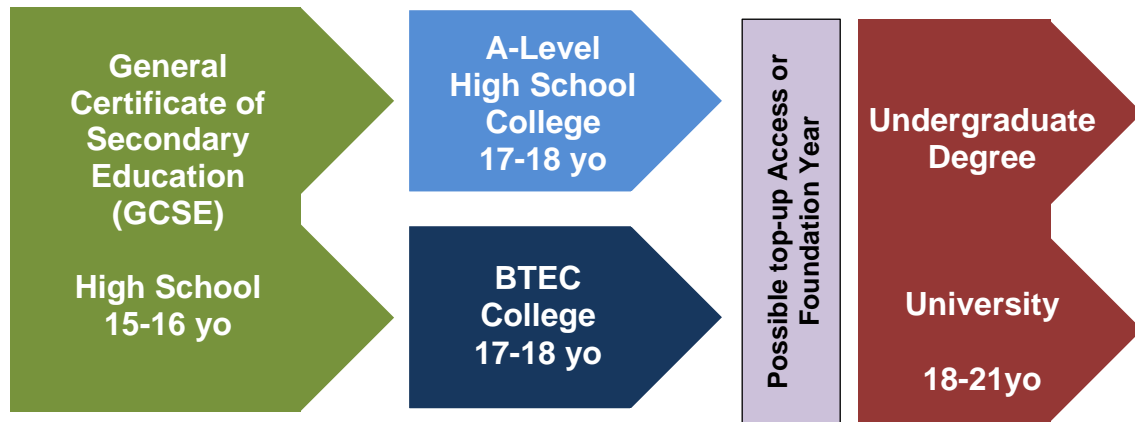 General
Certificate of
Secondary
Education
(GCSE)
High School
15-16 yo
A-Level
High School
College
17-18 yo
BTEC
College
17-18 yo
Possible top-up Access or
Foundation Year
Undergraduate
Degree
University
18-21yo